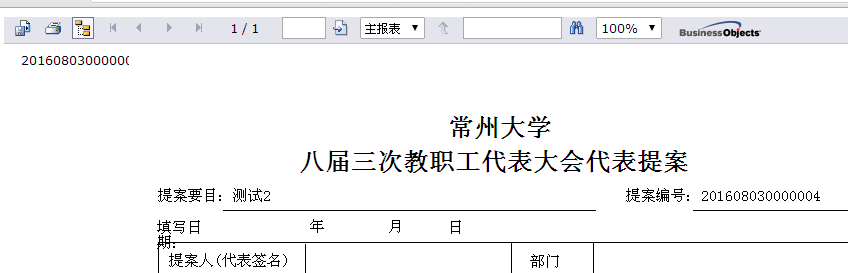 1 / 1 主报表 100% BusinessObjects
2016080300000
常州大学
八届三次教职工代表大会代表提案
提案要目：测试2 提案编号：201608030000004
填写日期： 年 月 日
提案人(代表签名) 部门